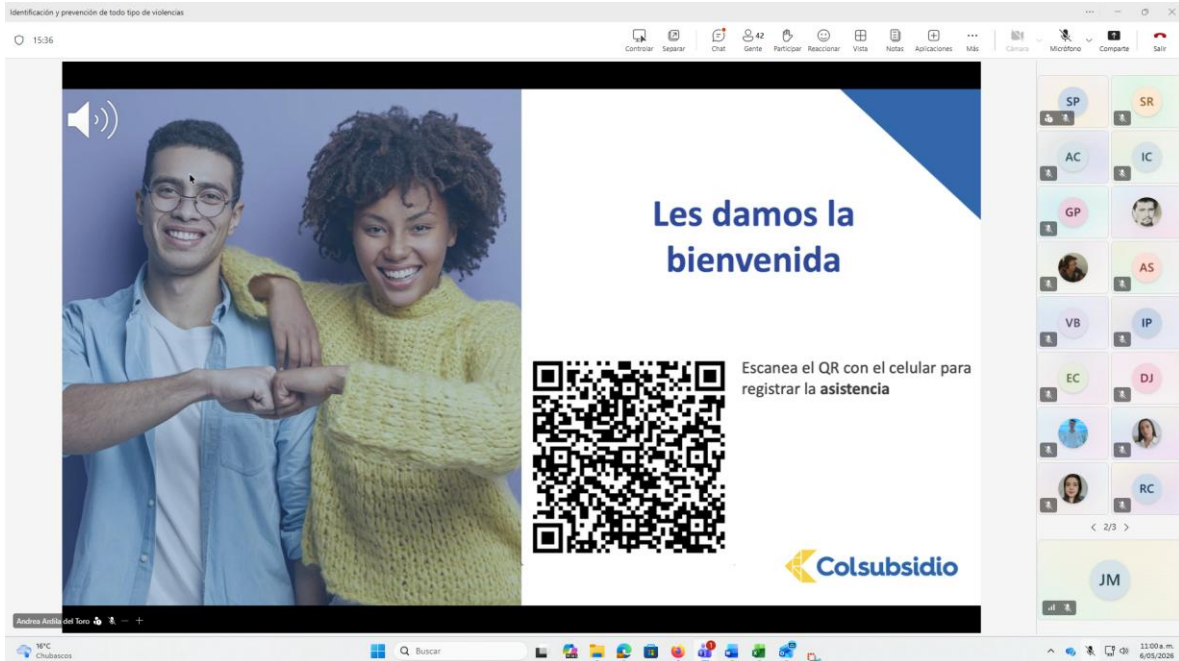 Identificación y prevención de todo tipo de violencias
15:36
Controlar Separar Chat Gente 42 Participar Reaccionar Vista Notas Aplicaciones Más Cámara Micrófono Comparte Salir
Les damos la
bienvenida
Escanea el QR con el celular para
registrar la asistencia
Colsubsidio
SP SR
AC IC
GP
AS
VB IP
EC DJ
RC
2/3
JM
Andrea Ardila del Toro
16°C
Chubascos
Buscar
11:00 a. m.
6/05/2026